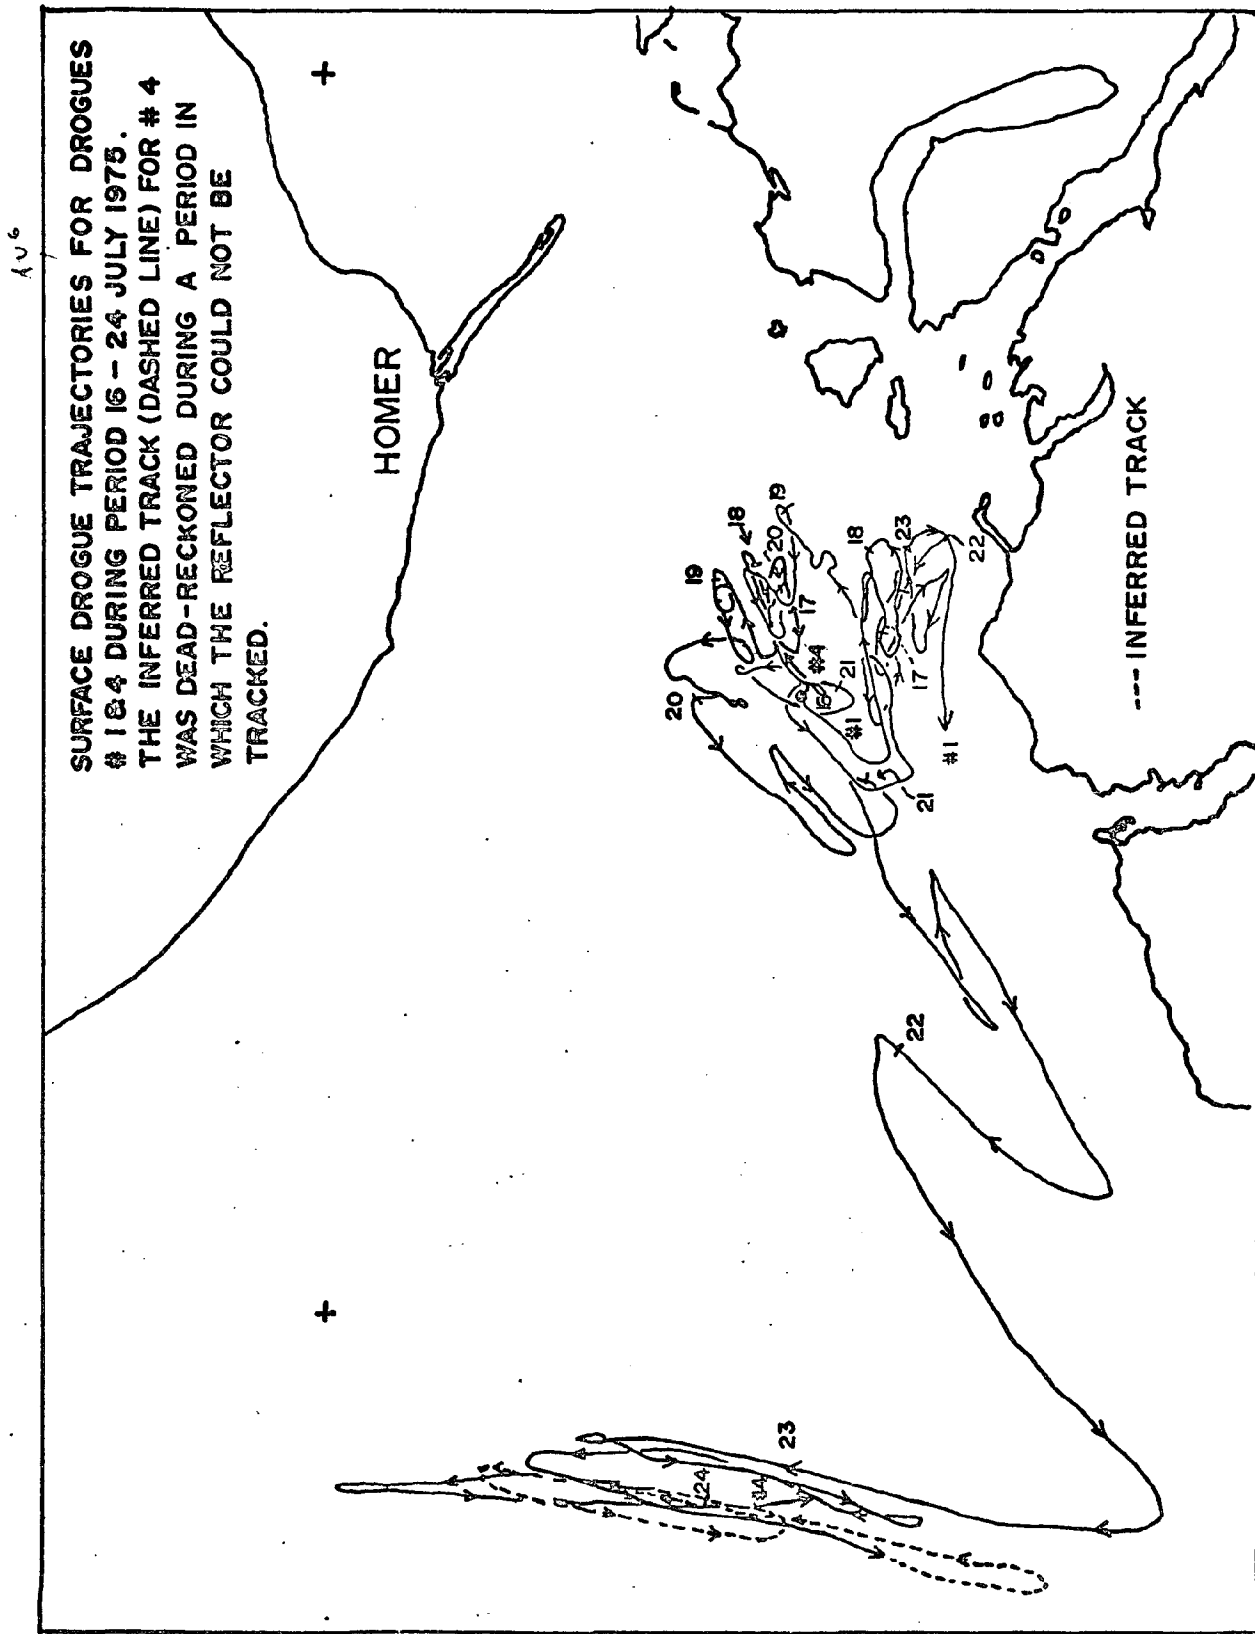 AUG
SURFACE DROGUE TRAJECTORIES FOR DROGUES
# 1 & 4 DURING PERIOD 16 - 24 JULY 1975.
THE INFERRED TRACK (DASHED LINE) FOR # 4
WAS DEAD-RECKONED DURING A PERIOD IN
WHICH THE REFLECTOR COULD NOT BE
TRACKED.
HOMER
19
18
20
19
17
#4
16
21
20
#1
18
23
22
17
#1
21
22
23
24
#4
--- INFERRED TRACK